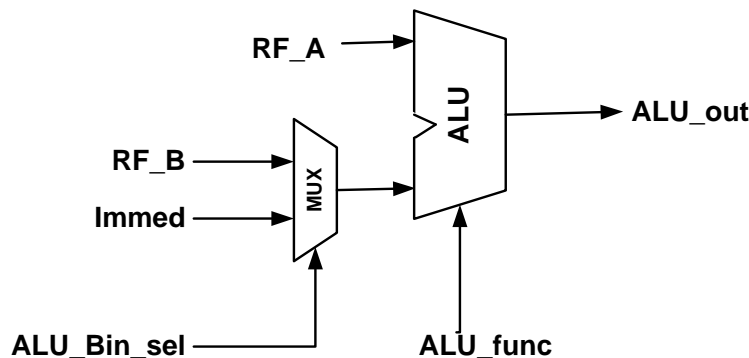 RF_A
ALU
ALU_out
RF_B
MUX
Immed
ALU_Bin_sel
ALU_func